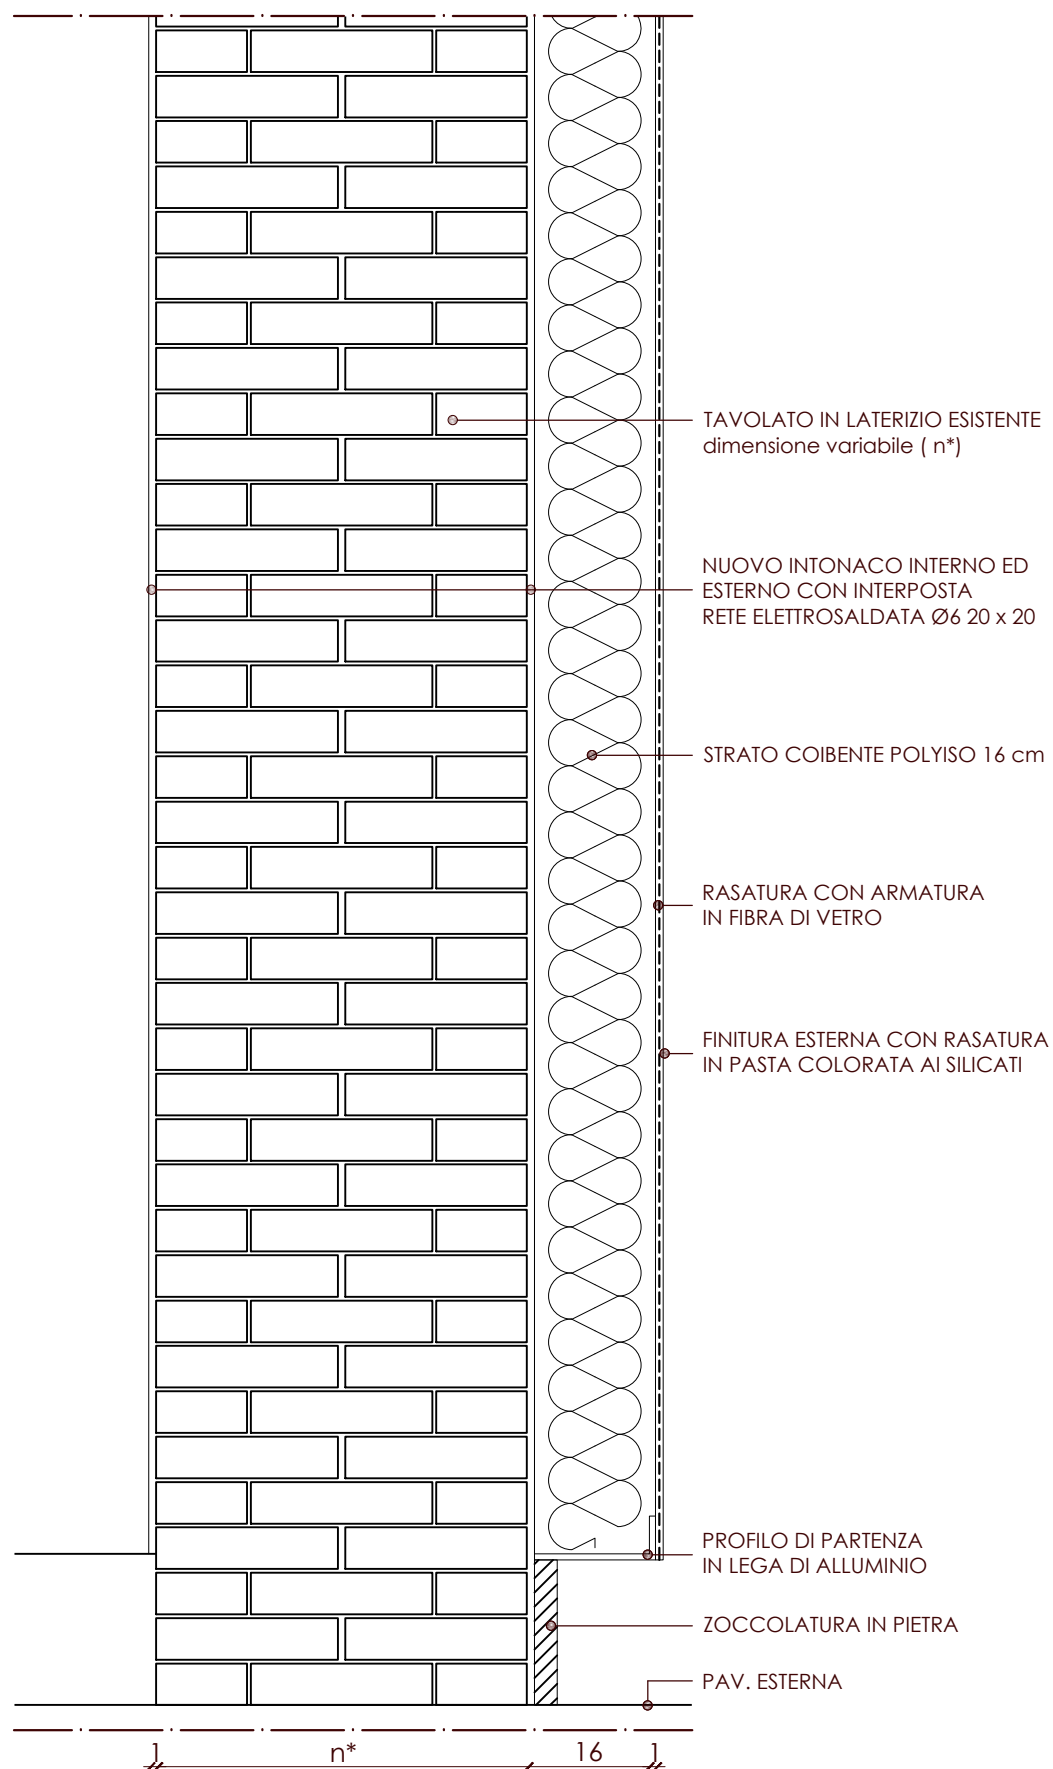 TAVOLATO IN LATERIZIO ESISTENTE
dimensione variabile ( n*)
NUOVO INTONACO INTERNO ED
ESTERNO CON INTERPOSTA
RETE ELETTROSALDATA Ø6 20 x 20
STRATO COIBENTE POLYISO 16 cm
RASATURA CON ARMATURA
IN FIBRA DI VETRO
FINITURA ESTERNA CON RASATURA
IN PASTA COLORATA AI SILICATI
PROFILO DI PARTENZA
IN LEGA DI ALLUMINIO
ZOCCOLATURA IN PIETRA
PAV. ESTERNA
1 n* 16 1